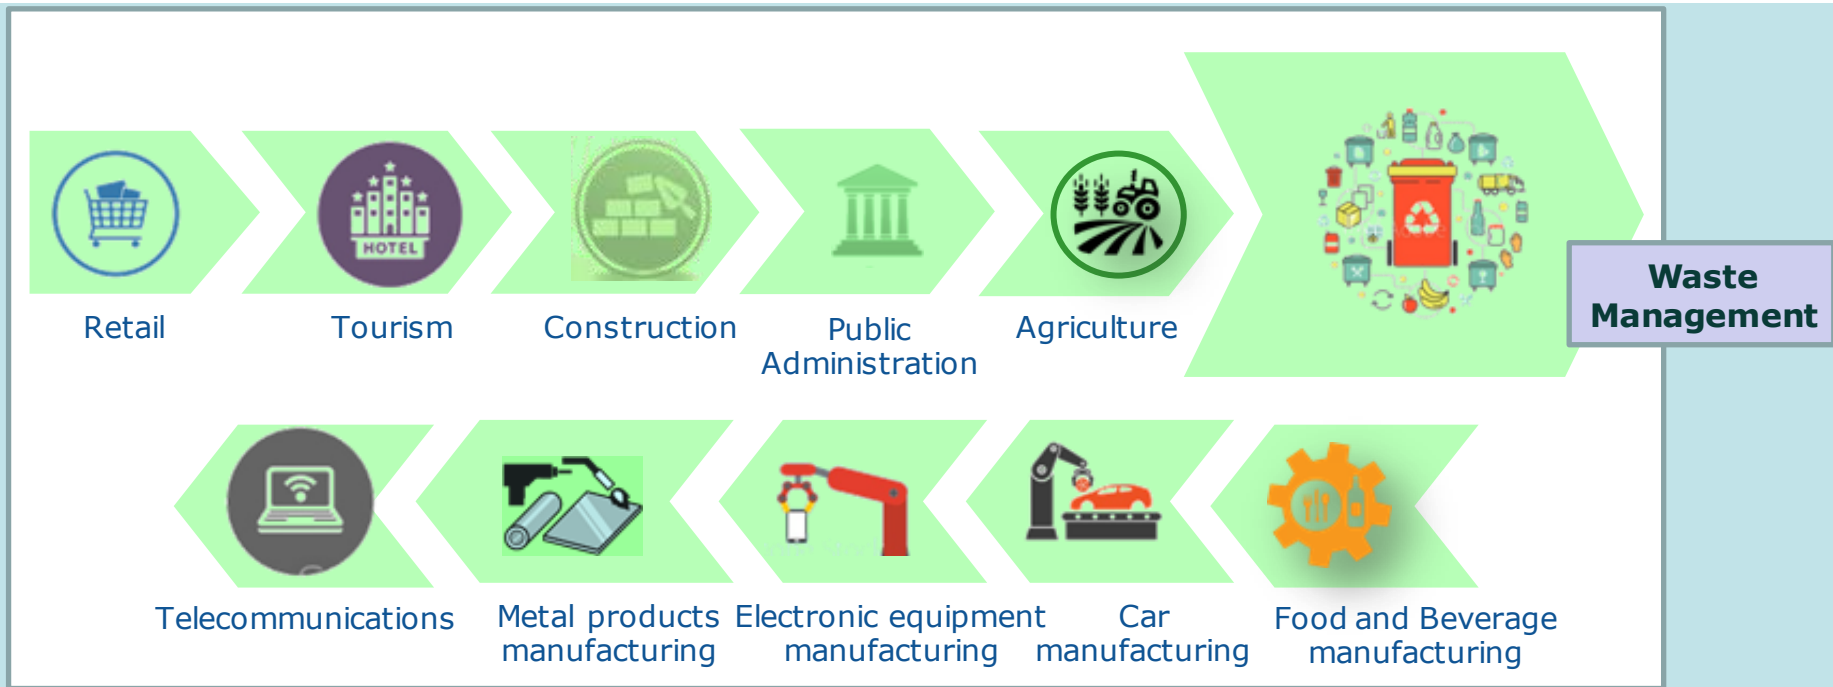 HOTEL
Retail
Tourism
Construction
Public
Administration
Agriculture
Waste
Management
Telecommunications
Metal products
manufacturing
Electronic equipment
manufacturing
Car
manufacturing
Food and Beverage
manufacturing